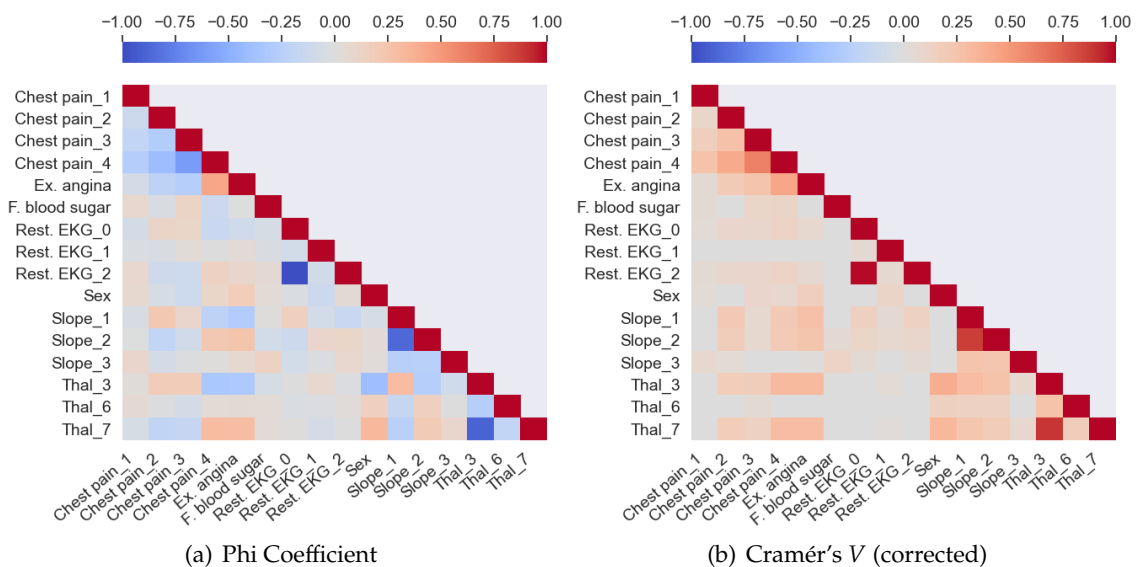 −1.00 −0.75 −0.50 −0.25 0.00 0.25 0.50 0.75 1.00
Chest pain_1
Chest pain_2
Chest pain_3
Chest pain_4
Ex. angina
F. blood sugar
Rest. EKG_0
Rest. EKG_1
Rest. EKG_2
Sex
Slope_1
Slope_2
Slope_3
Thal_3
Thal_6
Thal_7
Chest pain_1
Chest pain_2
Chest pain_3
Chest pain_4
Ex. angina
F. blood sugar
Rest. EKG_0
Rest. EKG_1
Rest. EKG_2
Sex
Slope_1
Slope_2
Slope_3
Thal_3
Thal_6
Thal_7
(a) Phi Coefficient
−1.00 −0.75 −0.50 −0.25 0.00 0.25 0.50 0.75 1.00
Chest pain_1
Chest pain_2
Chest pain_3
Chest pain_4
Ex. angina
F. blood sugar
Rest. EKG_0
Rest. EKG_1
Rest. EKG_2
Sex
Slope_1
Slope_2
Slope_3
Thal_3
Thal_6
Thal_7
Chest pain_1
Chest pain_2
Chest pain_3
Chest pain_4
Ex. angina
F. blood sugar
Rest. EKG_0
Rest. EKG_1
Rest. EKG_2
Sex
Slope_1
Slope_2
Slope_3
Thal_3
Thal_6
Thal_7
(b) Cramér's V (corrected)